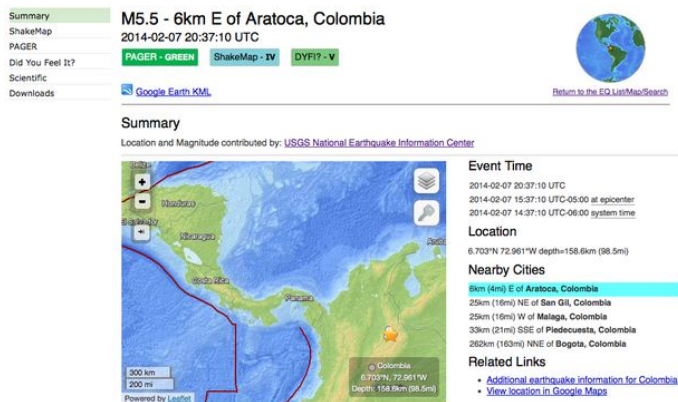 Summary
ShakeMap
PAGER
Did You Feel It?
Scientific
Downloads
M5.5 - 6km E of Aratoca, Colombia
2014-02-07 20:37:10 UTC
PAGER - GREEN
ShakeMap - IV
DYFI? - V
Google Earth KML
Return to the EQ List/Map/Search
Summary
Location and Magnitude contributed by: USGS National Earthquake Information Center
Belize
+
Honduras
-
El Salvador
Nicaragua
Aruba
Costa Rica
Panama
300 km
200 mi
Powered by Leaflet
Colombia
6.703°N, 72.961°W
Depth: 158.6km (98.5mi)
Event Time
2014-02-07 20:37:10 UTC
2014-02-07 15:37:10 UTC-05:00 at epicenter
2014-02-07 14:37:10 UTC-06:00 system time
Location
6.703°N 72.961°W depth=158.6km (98.5mi)
Nearby Cities
6km (4mi) E of Aratoca, Colombia
25km (16mi) NE of San Gil, Colombia
25km (16mi) W of Malaga, Colombia
33km (21mi) SSE of Piedecuesta, Colombia
262km (163mi) NNE of Bogota, Colombia
Related Links
Additional earthquake information for Colombia
View location in Google Maps